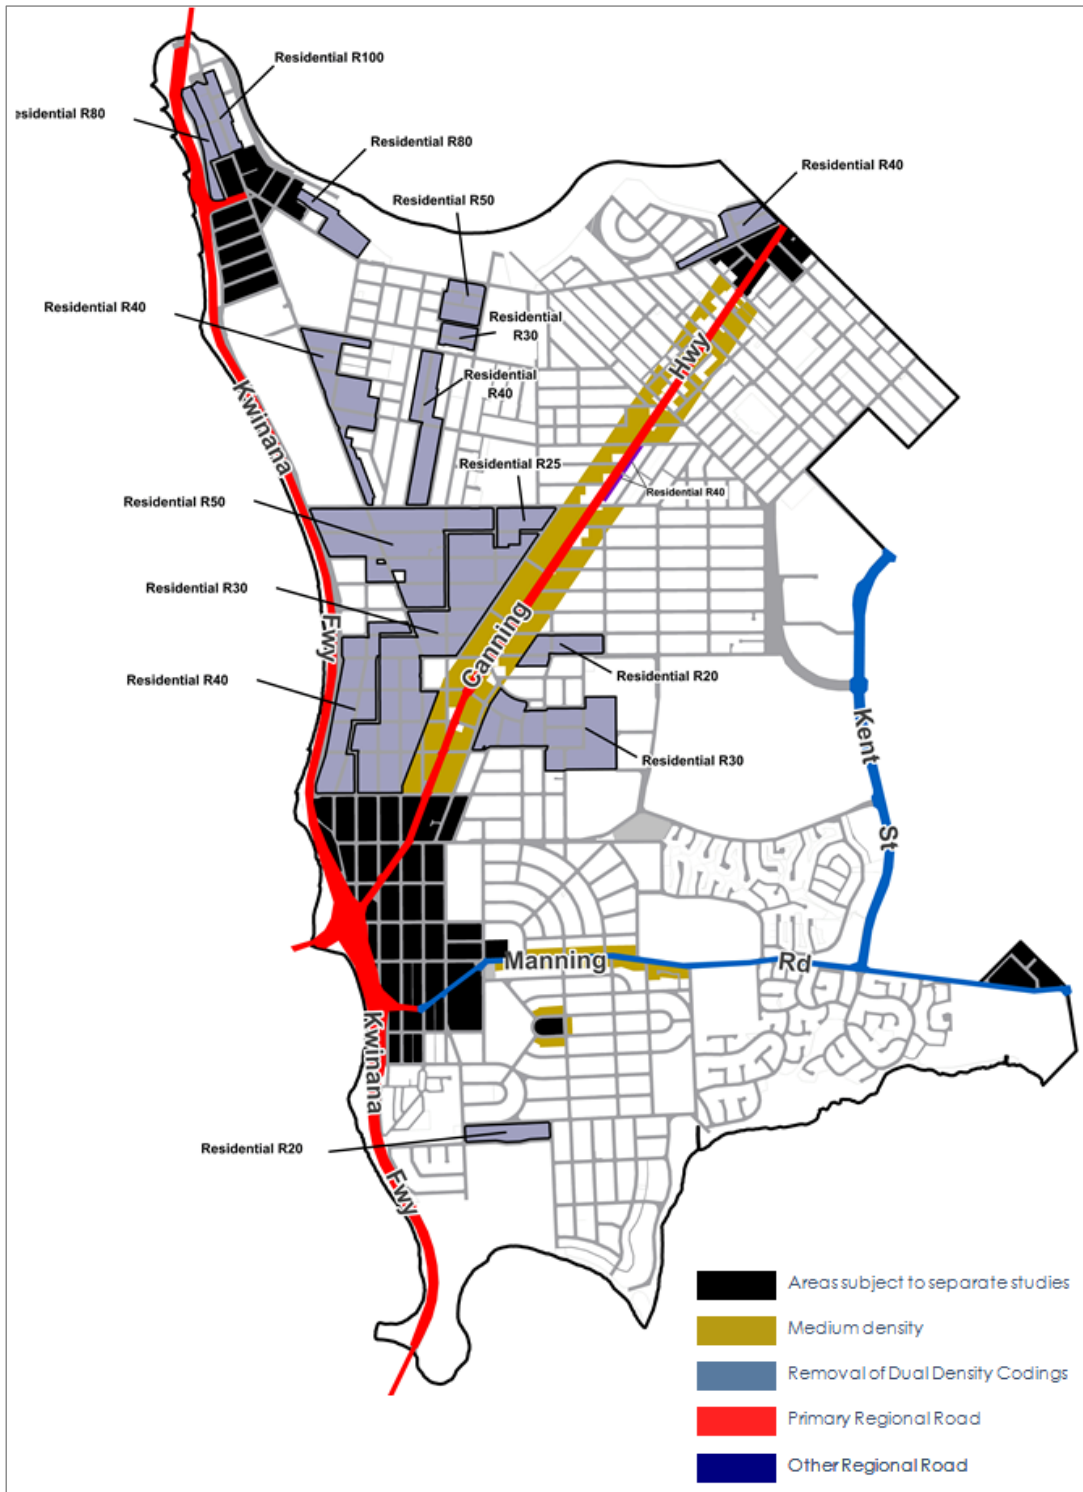 Residential R100
esidential R80
Residential R80
Residential R40
Residential R50
Residential R40
Residential
R30
Hwy
Residential
R40
Kwinana
Residential R25
Residential R50
Residential R40
Residential R30
Fwy
Canning
Residential R40
Residential R20
Kent
Residential R30
St
Manning
Rd
Kwinana
Residential R20
Fwy
Areas subject to separate studies
Medium density
Removal of Dual Density Codings
Primary Regional Road
Other Regional Road